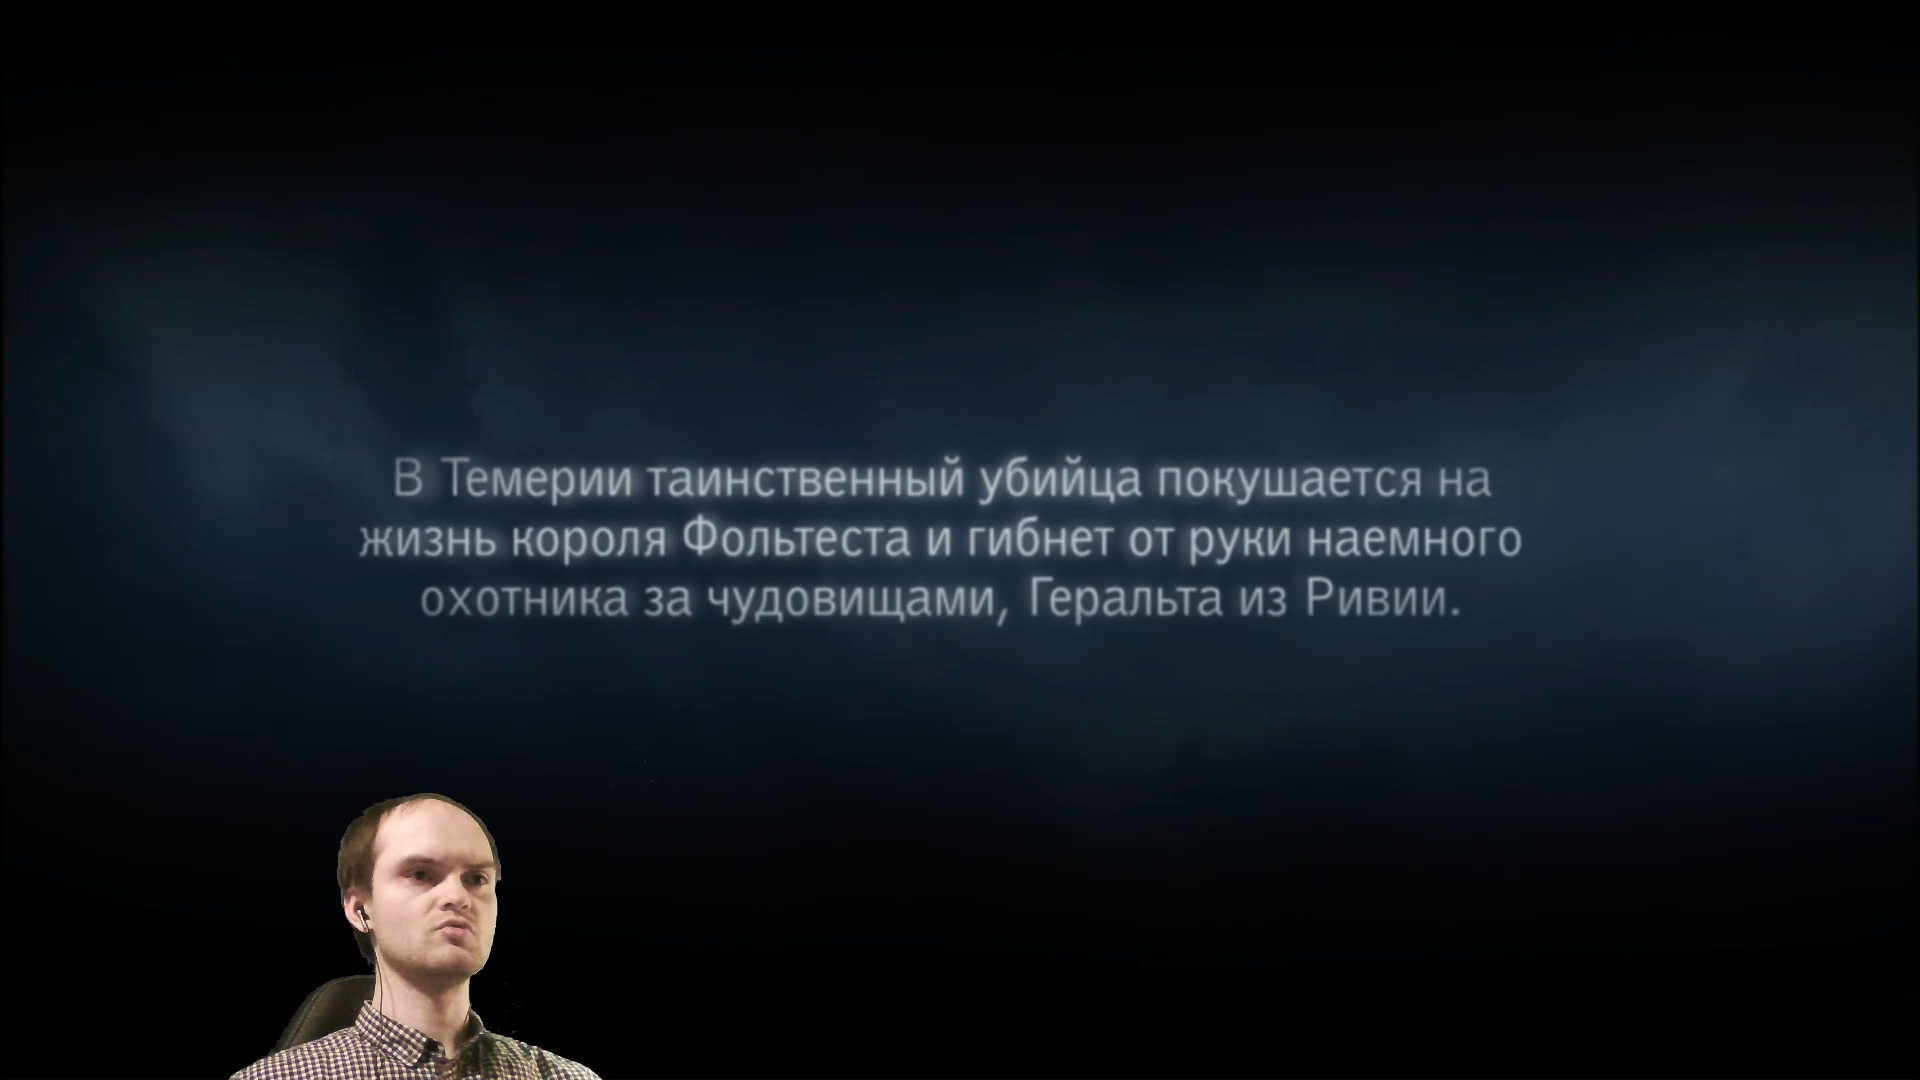 В Темерии таинственный убийца покушается на
жизнь короля Фольтеста и гибнет от руки наемного
охотника за чудовищами, Геральта из Ривии.